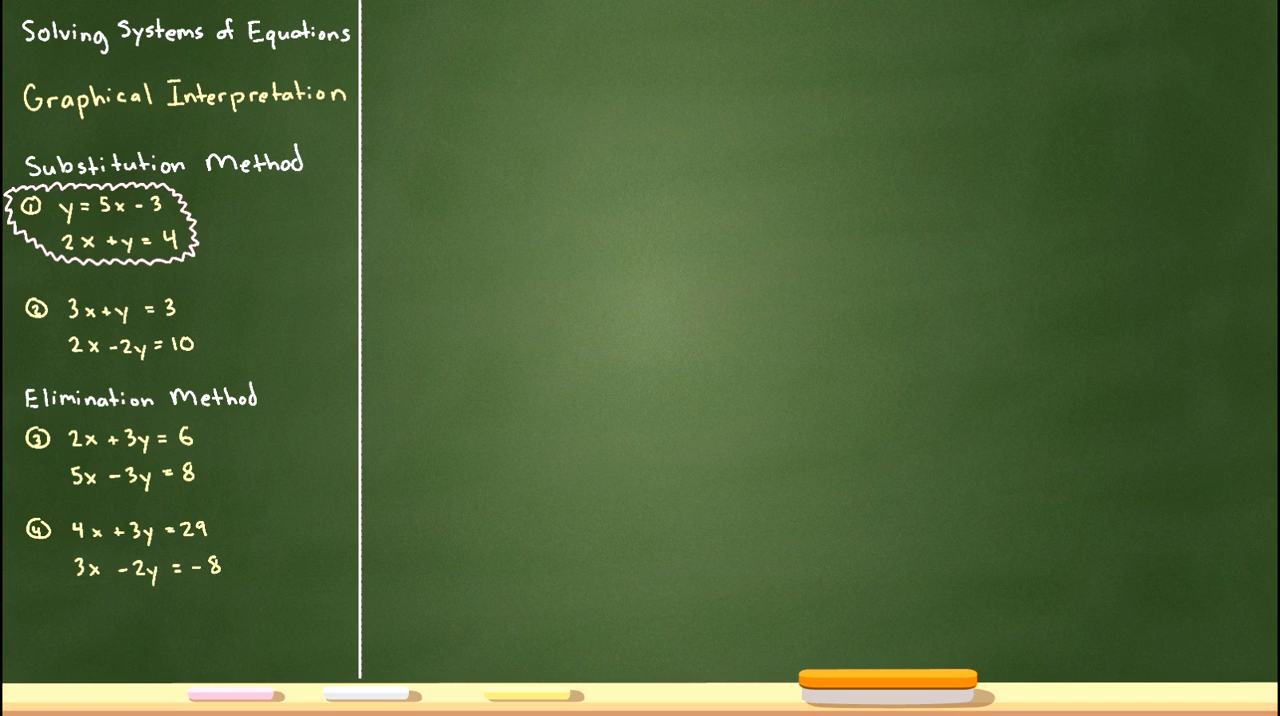 Solving Systems of Equations
Graphical Interpretation
Substitution Method
① y = 5x - 3
2x + y = 4
② 3x + y = 3
2x - 2y = 10
Elimination Method
③ 2x + 3y = 6
5x - 3y = 8
④ 4x + 3y = 29
3x - 2y = -8